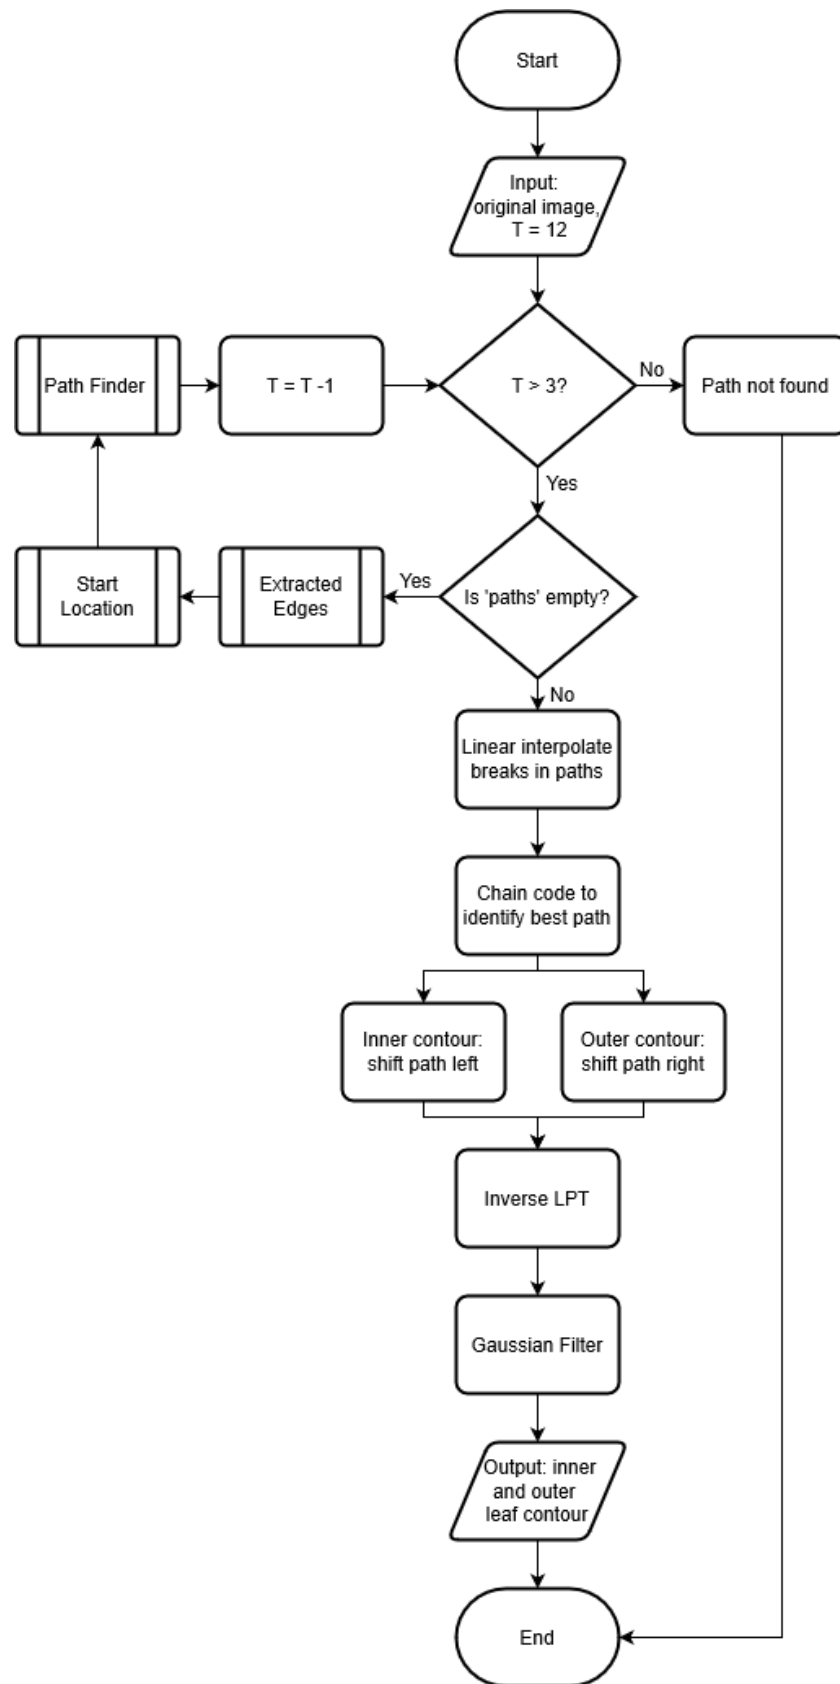 Start
Input:
original image,
T = 12
Path Finder
T = T -1
T > 3?
No
Path not found
Yes
Start
Location
Extracted
Edges
Yes
Is 'paths' empty?
No
Linear interpolate
breaks in paths
Chain code to
identify best path
Inner contour:
shift path left
Outer contour:
shift path right
Inverse LPT
Gaussian Filter
Output: inner
and outer
leaf contour
End